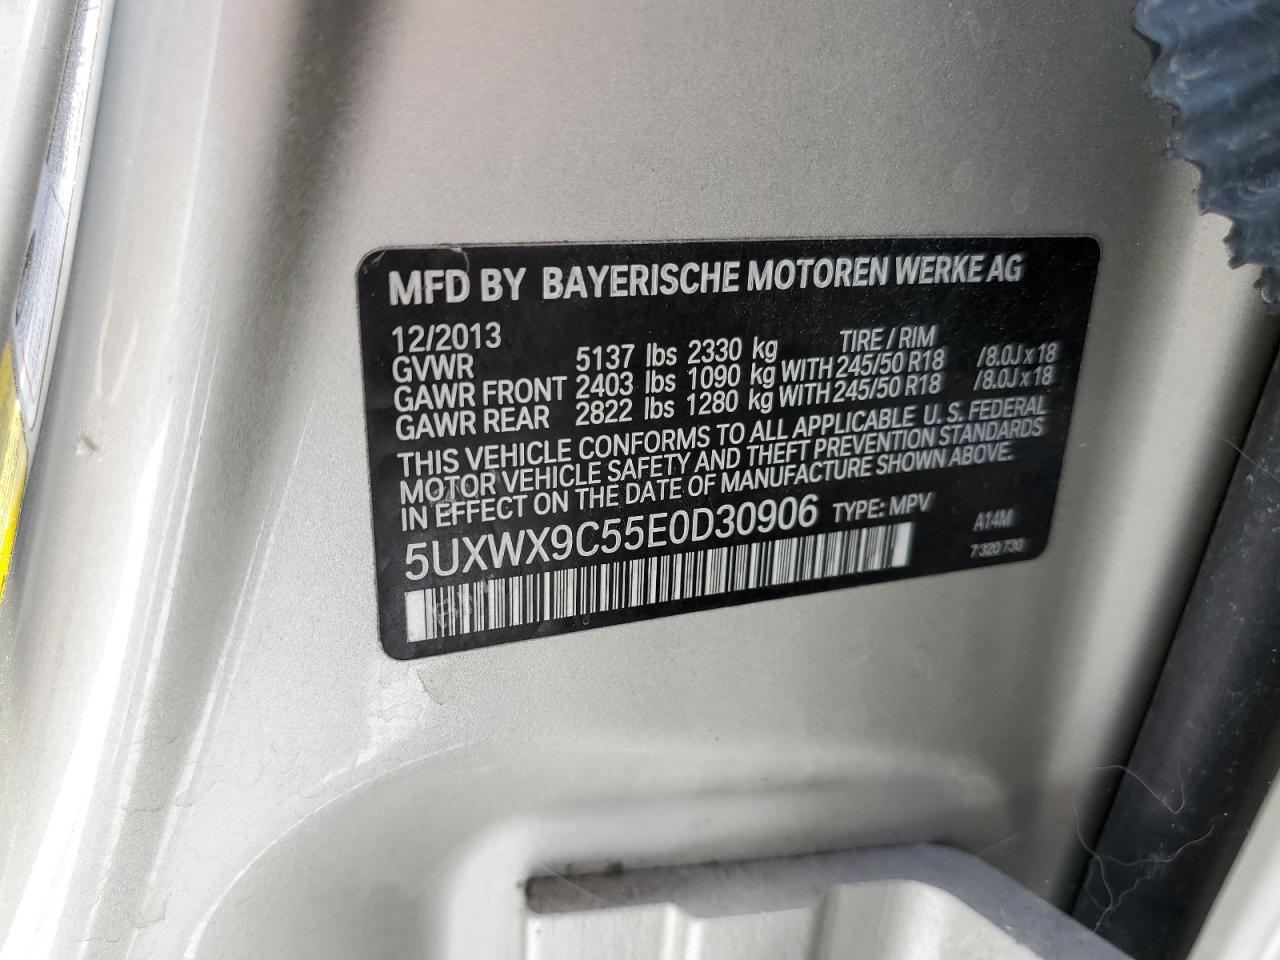 MFD BY BAYERISCHE MOTOREN WERKE AG
12/2013 TIRE / RIM
GVWR 5137 lbs 2330 kg
GAWR FRONT 2403 lbs 1090 kg WITH 245/50 R18 /8.0J x 18
GAWR REAR 2822 lbs 1280 kg WITH 245/50 R18 /8.0J x 18
THIS VEHICLE CONFORMS TO ALL APPLICABLE U. S. FEDERAL
MOTOR VEHICLE SAFETY AND THEFT PREVENTION STANDARDS
IN EFFECT ON THE DATE OF MANUFACTURE SHOWN ABOVE.
5UXWX9C55E0D30906 TYPE: MPV A14M
7 320 730